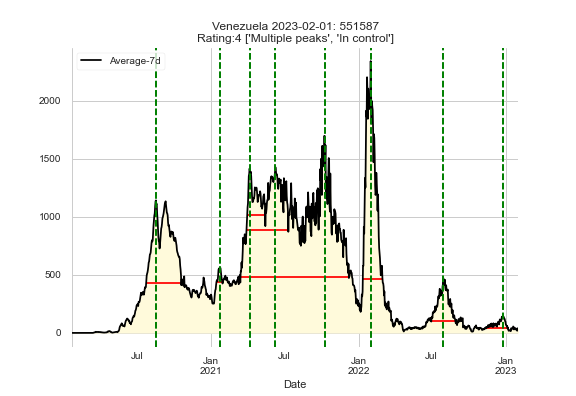 Venezuela 2023-02-01: 551587
Rating:4 ['Multiple peaks', 'In control']
Average-7d
2000
1500
1000
500
0
Jul
Jan
2021
Jul
Jan
2022
Jul
Jan
2023
Date